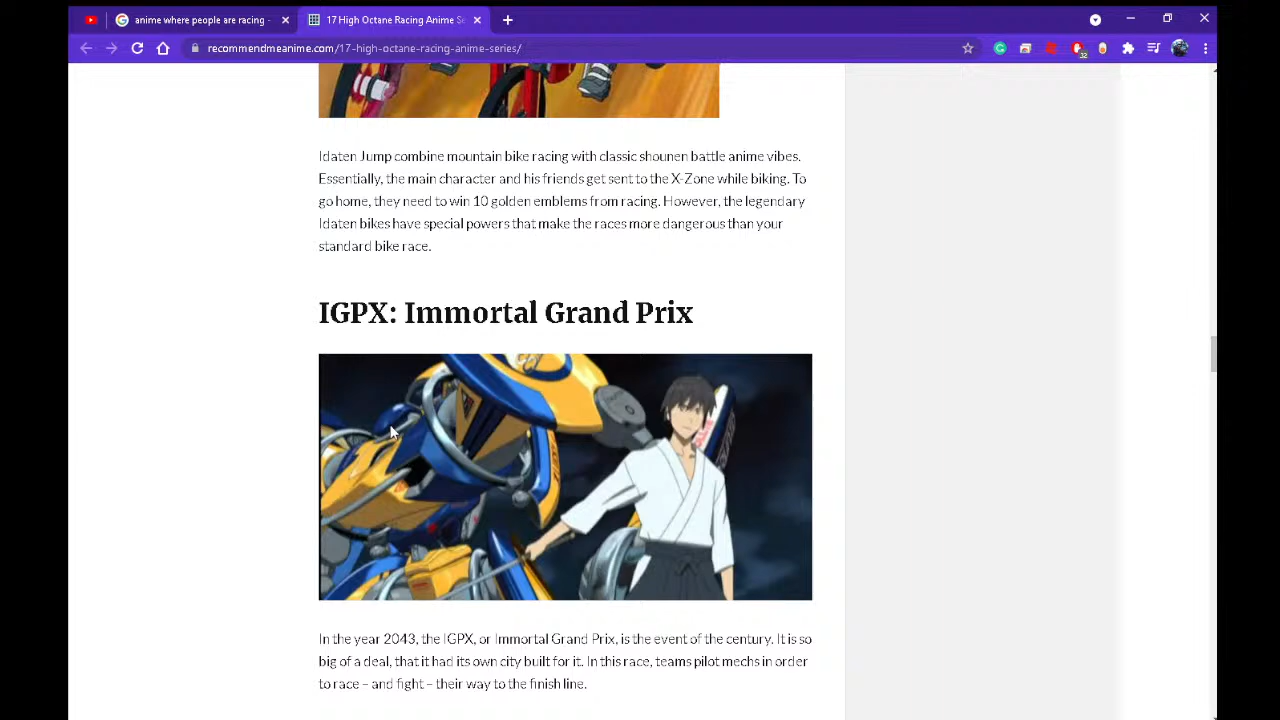 anime where people are racing -
17 High Octane Racing Anime Se
recommendmeanime.com/17-high-octane-racing-anime-series/
32
Idaten Jump combine mountain bike racing with classic shounen battle anime vibes.
Essentially, the main character and his friends get sent to the X-Zone while biking. To
go home, they need to win 10 golden emblems from racing. However, the legendary
Idaten bikes have special powers that make the races more dangerous than your
standard bike race.
IGPX: Immortal Grand Prix
In the year 2043, the IGPX, or Immortal Grand Prix, is the event of the century. It is so
big of a deal, that it had its own city built for it. In this race, teams pilot mechs in order
to race – and fight – their way to the finish line.